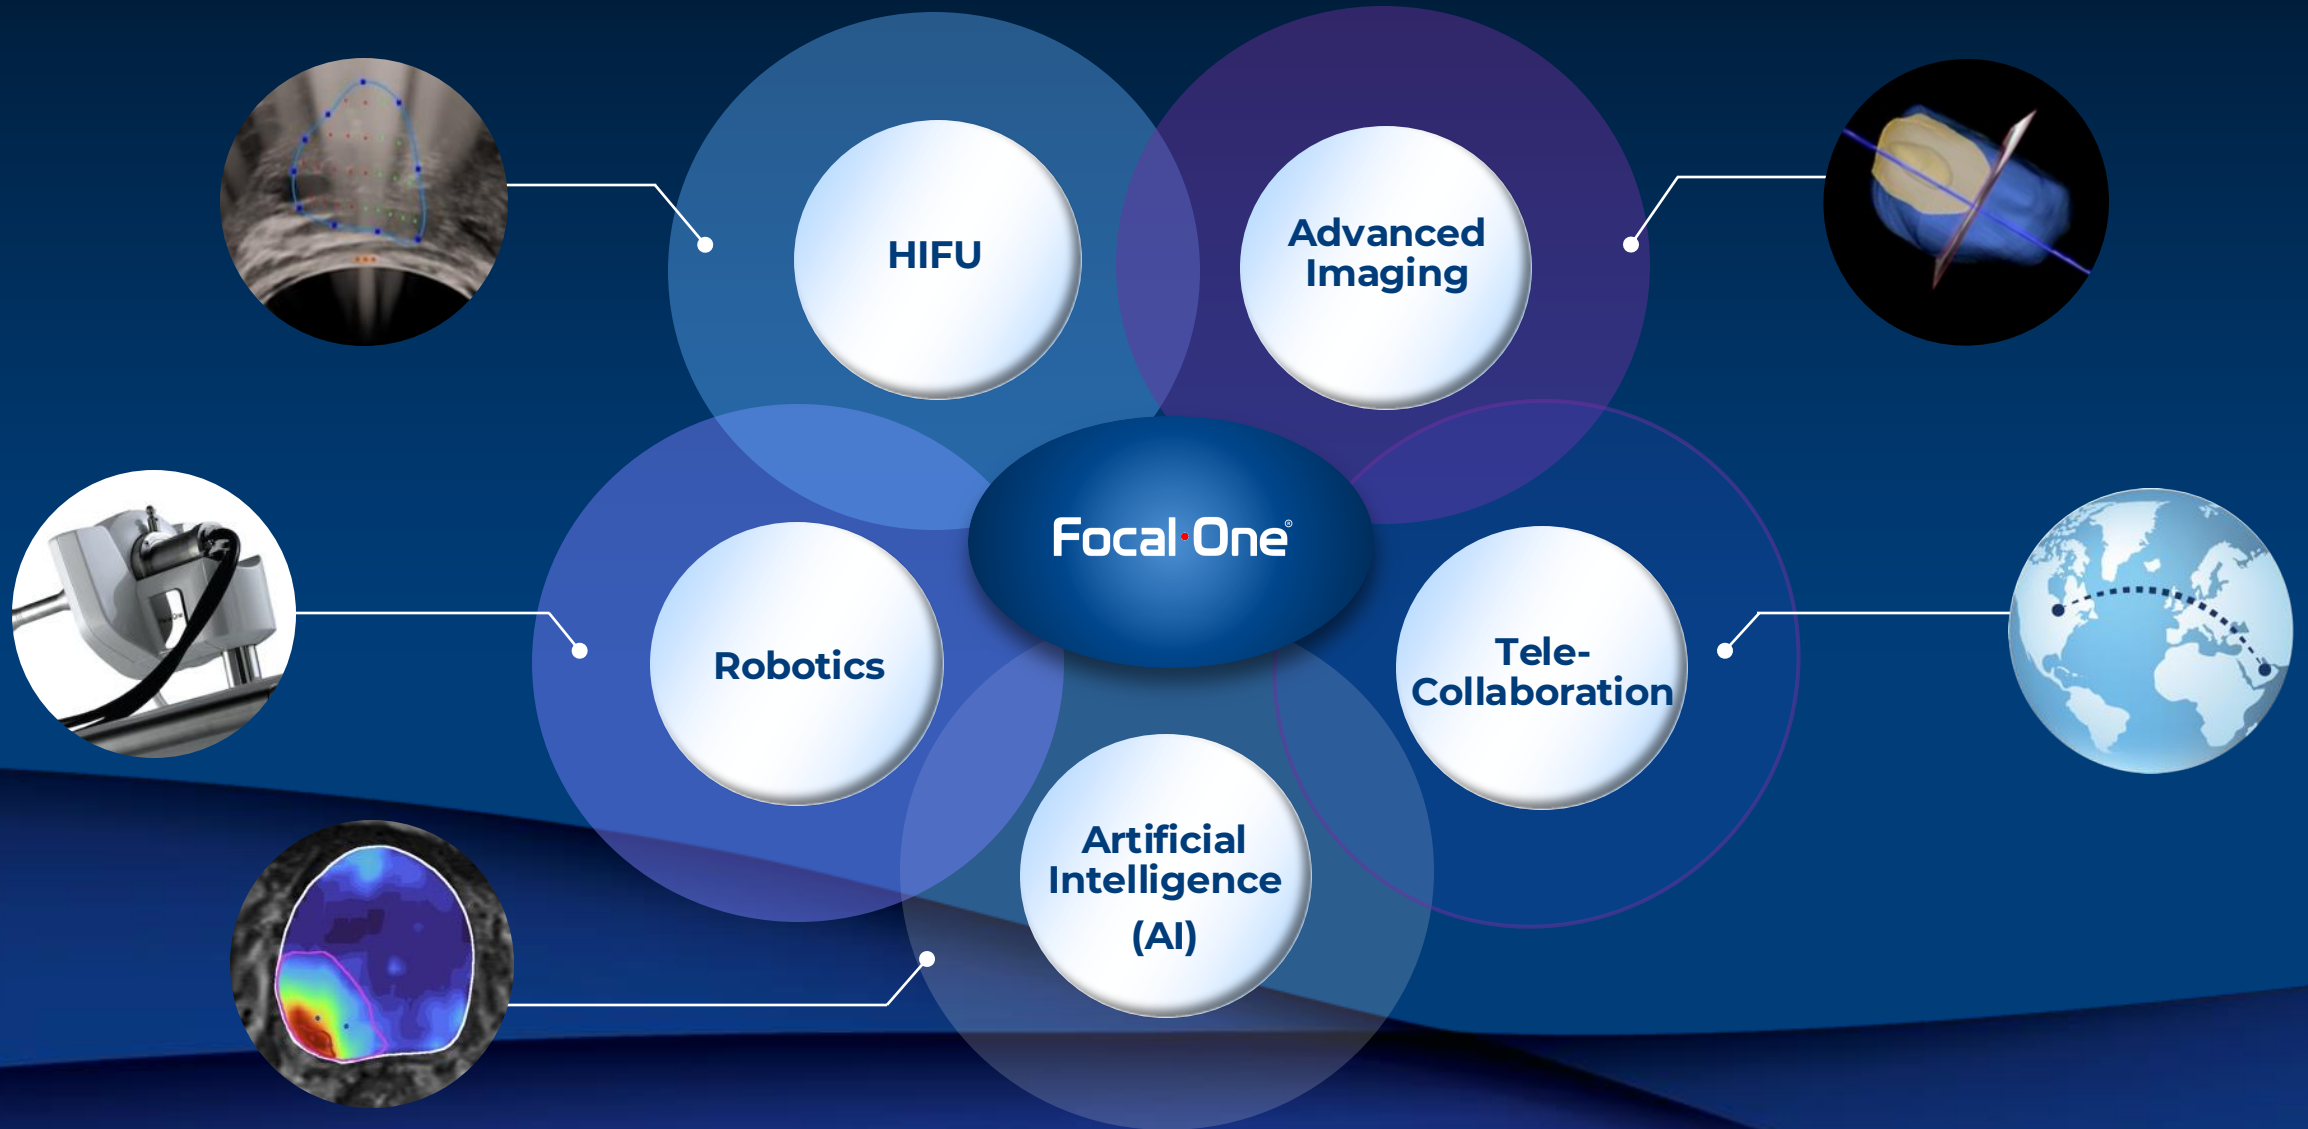 HIFU
Advanced
Imaging
Focal·One®
Robotics
Tele-
Collaboration
Artificial
Intelligence
(AI)